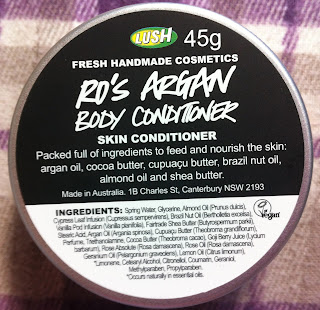 LUSH 45g
FRESH HANDMADE COSMETICS
RO'S ARGAN
BODY CONDITIONER
SKIN CONDITIONER
Packed full of ingredients to feed and nourish the skin:
argan oil, cocoa butter, cupuaçu butter, brazil nut oil,
almond oil and shea butter.
Made in Australia. 1B Charles St, Canterbury NSW 2193
INGREDIENTS: Spring Water, Glycerine, Almond Oil (Prunus dulcis),
Cypress Leaf Infusion (Cupressus sempervirens), Brazil Nut Oil (Bertholletia excelsa),
Vanilla Pod Infusion (Vanilla planifolia), Fairtrade Shea Butter (Butyrospermum parkii),
Stearic Acid, Argan Oil (Argania spinosa), Cupuaçu Butter (Theobroma grandiflorum),
Perfume, Triethanolamine, Cocoa Butter (Theobroma cacao), Goji Berry Juice (Lycium
barbarum), Rose Absolute (Rosa damascena), Rose Oil (Rosa damascena),
Geranium Oil (Pelargonium graveolens), Lemon Oil (Citrus limonum),
*Limonene, Cetearyl Alcohol, *Citronellol, Coumarin, Geraniol,
Methylparaben, Propylparaben.
*Occurs naturally in essential oils.
Vegan